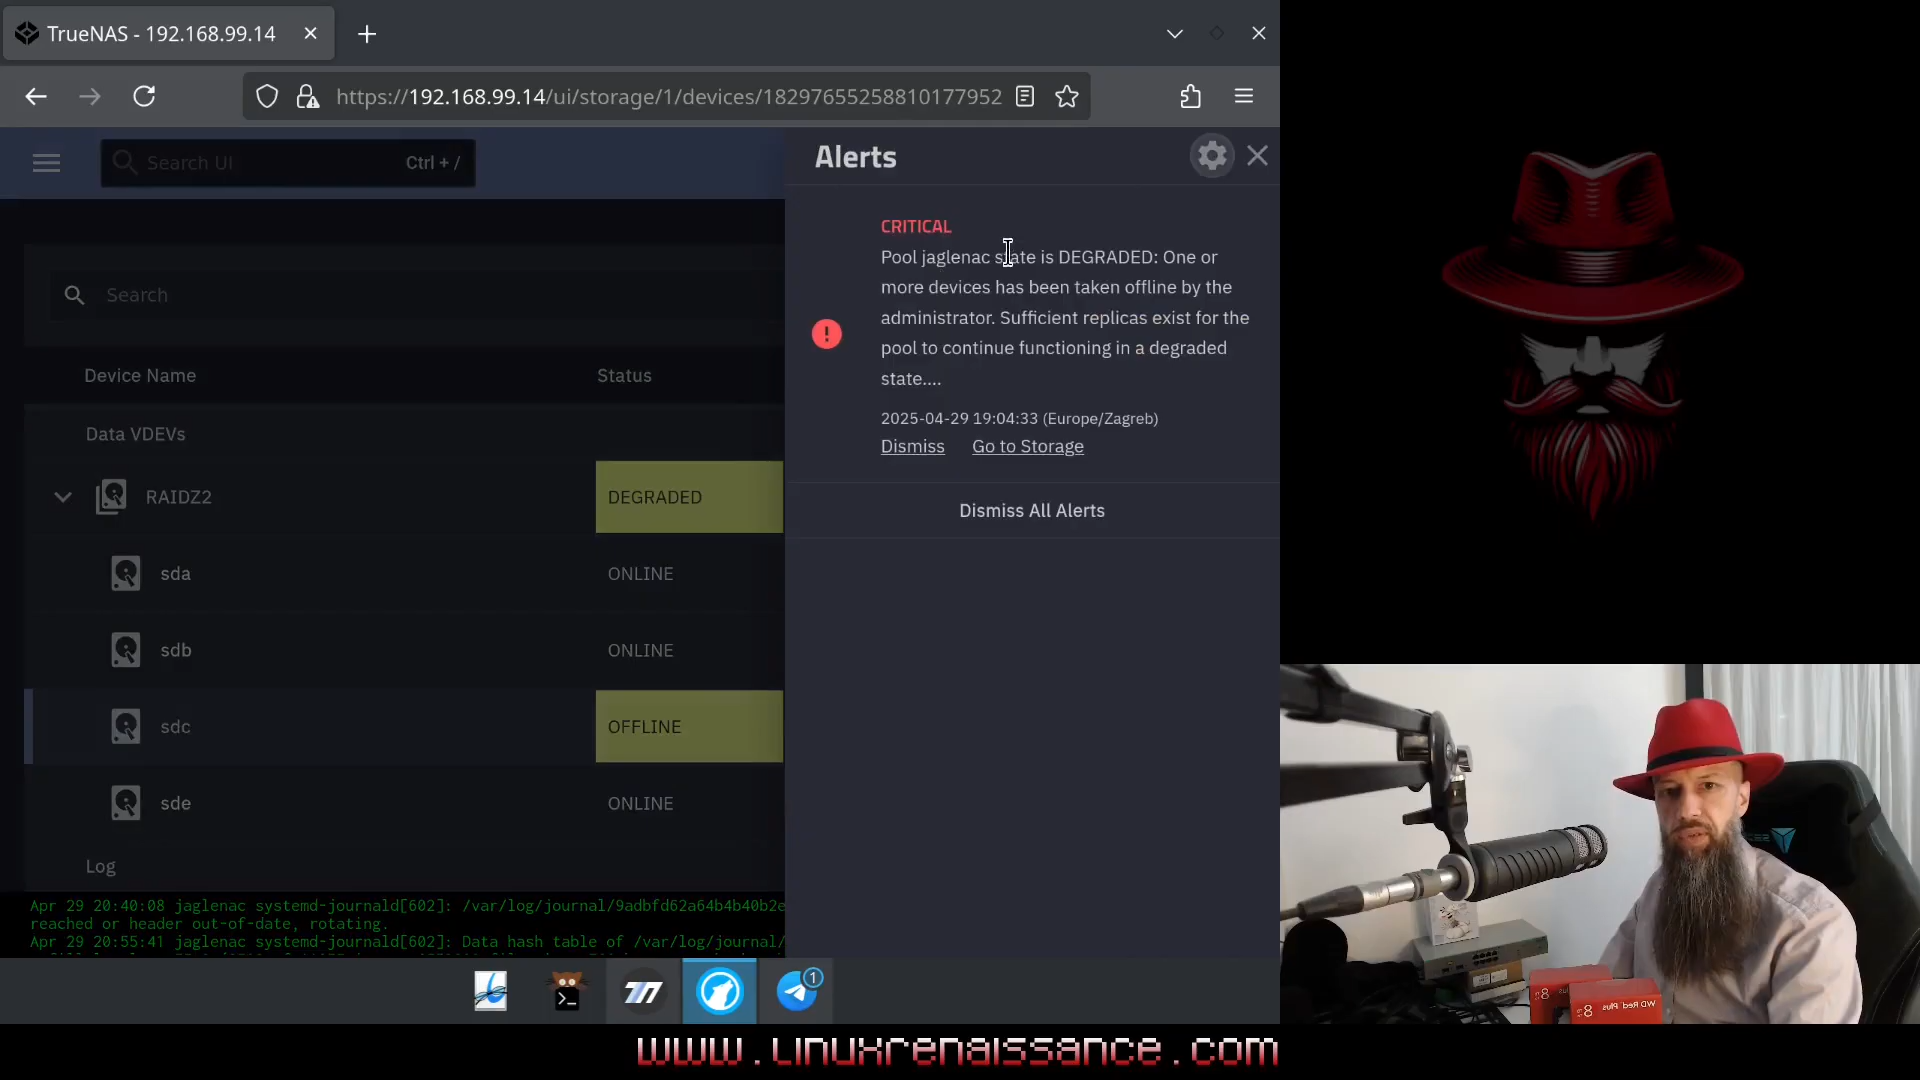 TrueNAS - 192.168.99.14
https://192.168.99.14/ui/storage/1/devices/18297655258810177952
Search UI
Ctrl + /
Alerts
CRITICAL
Pool jaglenac state is DEGRADED: One or
more devices has been taken offline by the
administrator. Sufficient replicas exist for the
pool to continue functioning in a degraded
state....
2025-04-29 19:04:33 (Europe/Zagreb)
Dismiss
Go to Storage
Dismiss All Alerts
Search
Device Name
Status
Data VDEVs
RAIDZ2
DEGRADED
sda
ONLINE
sdb
ONLINE
sdc
OFFLINE
sde
ONLINE
Log
Apr 29 20:40:08 jaglenac systemd-journald[602]: /var/log/journal/9adbfd62a64b4b40b2e
reached or header out-of-date, rotating.
Apr 29 20:55:41 jaglenac systemd-journald[602]: Data hash table of /var/log/journal/
1
WD Red Plus
8
8
www.linuxrenaissance.com